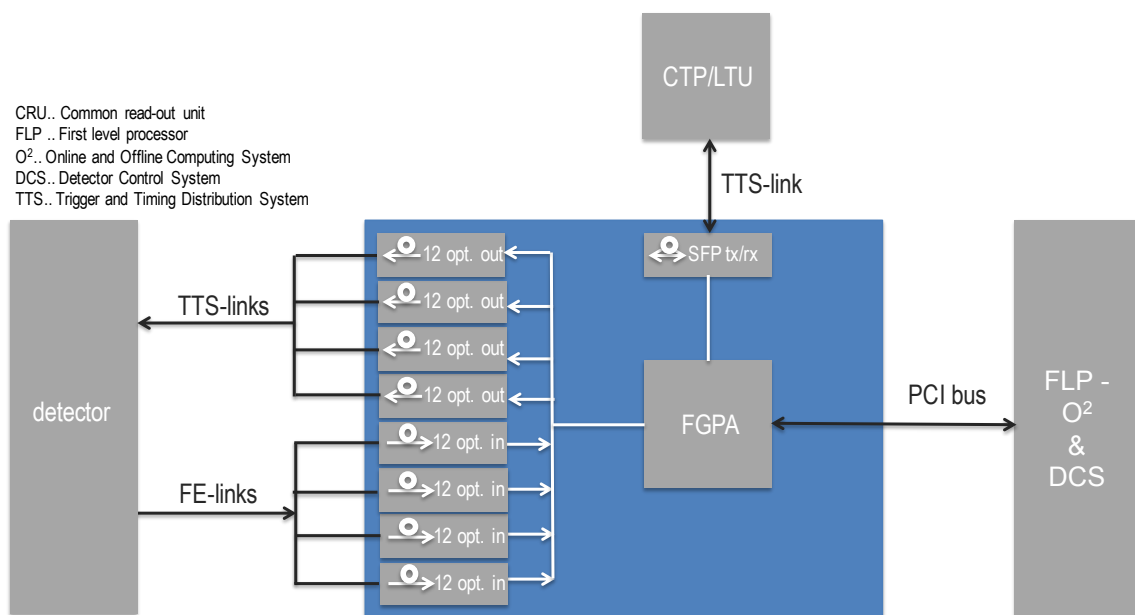 CTP/LTU
CRU.. Common read-out unit
FLP .. First level processor
O².. Online and Offline Computing System
DCS.. Detector Control System
TTS.. Trigger and Timing Distribution System
TTS-link
12 opt. out
SFP tx/rx
12 opt. out
TTS-links
12 opt. out
12 opt. out
detector
FGPA
PCI bus
FLP -
O²
&
DCS
12 opt. in
FE-links
12 opt. in
12 opt. in
12 opt. in